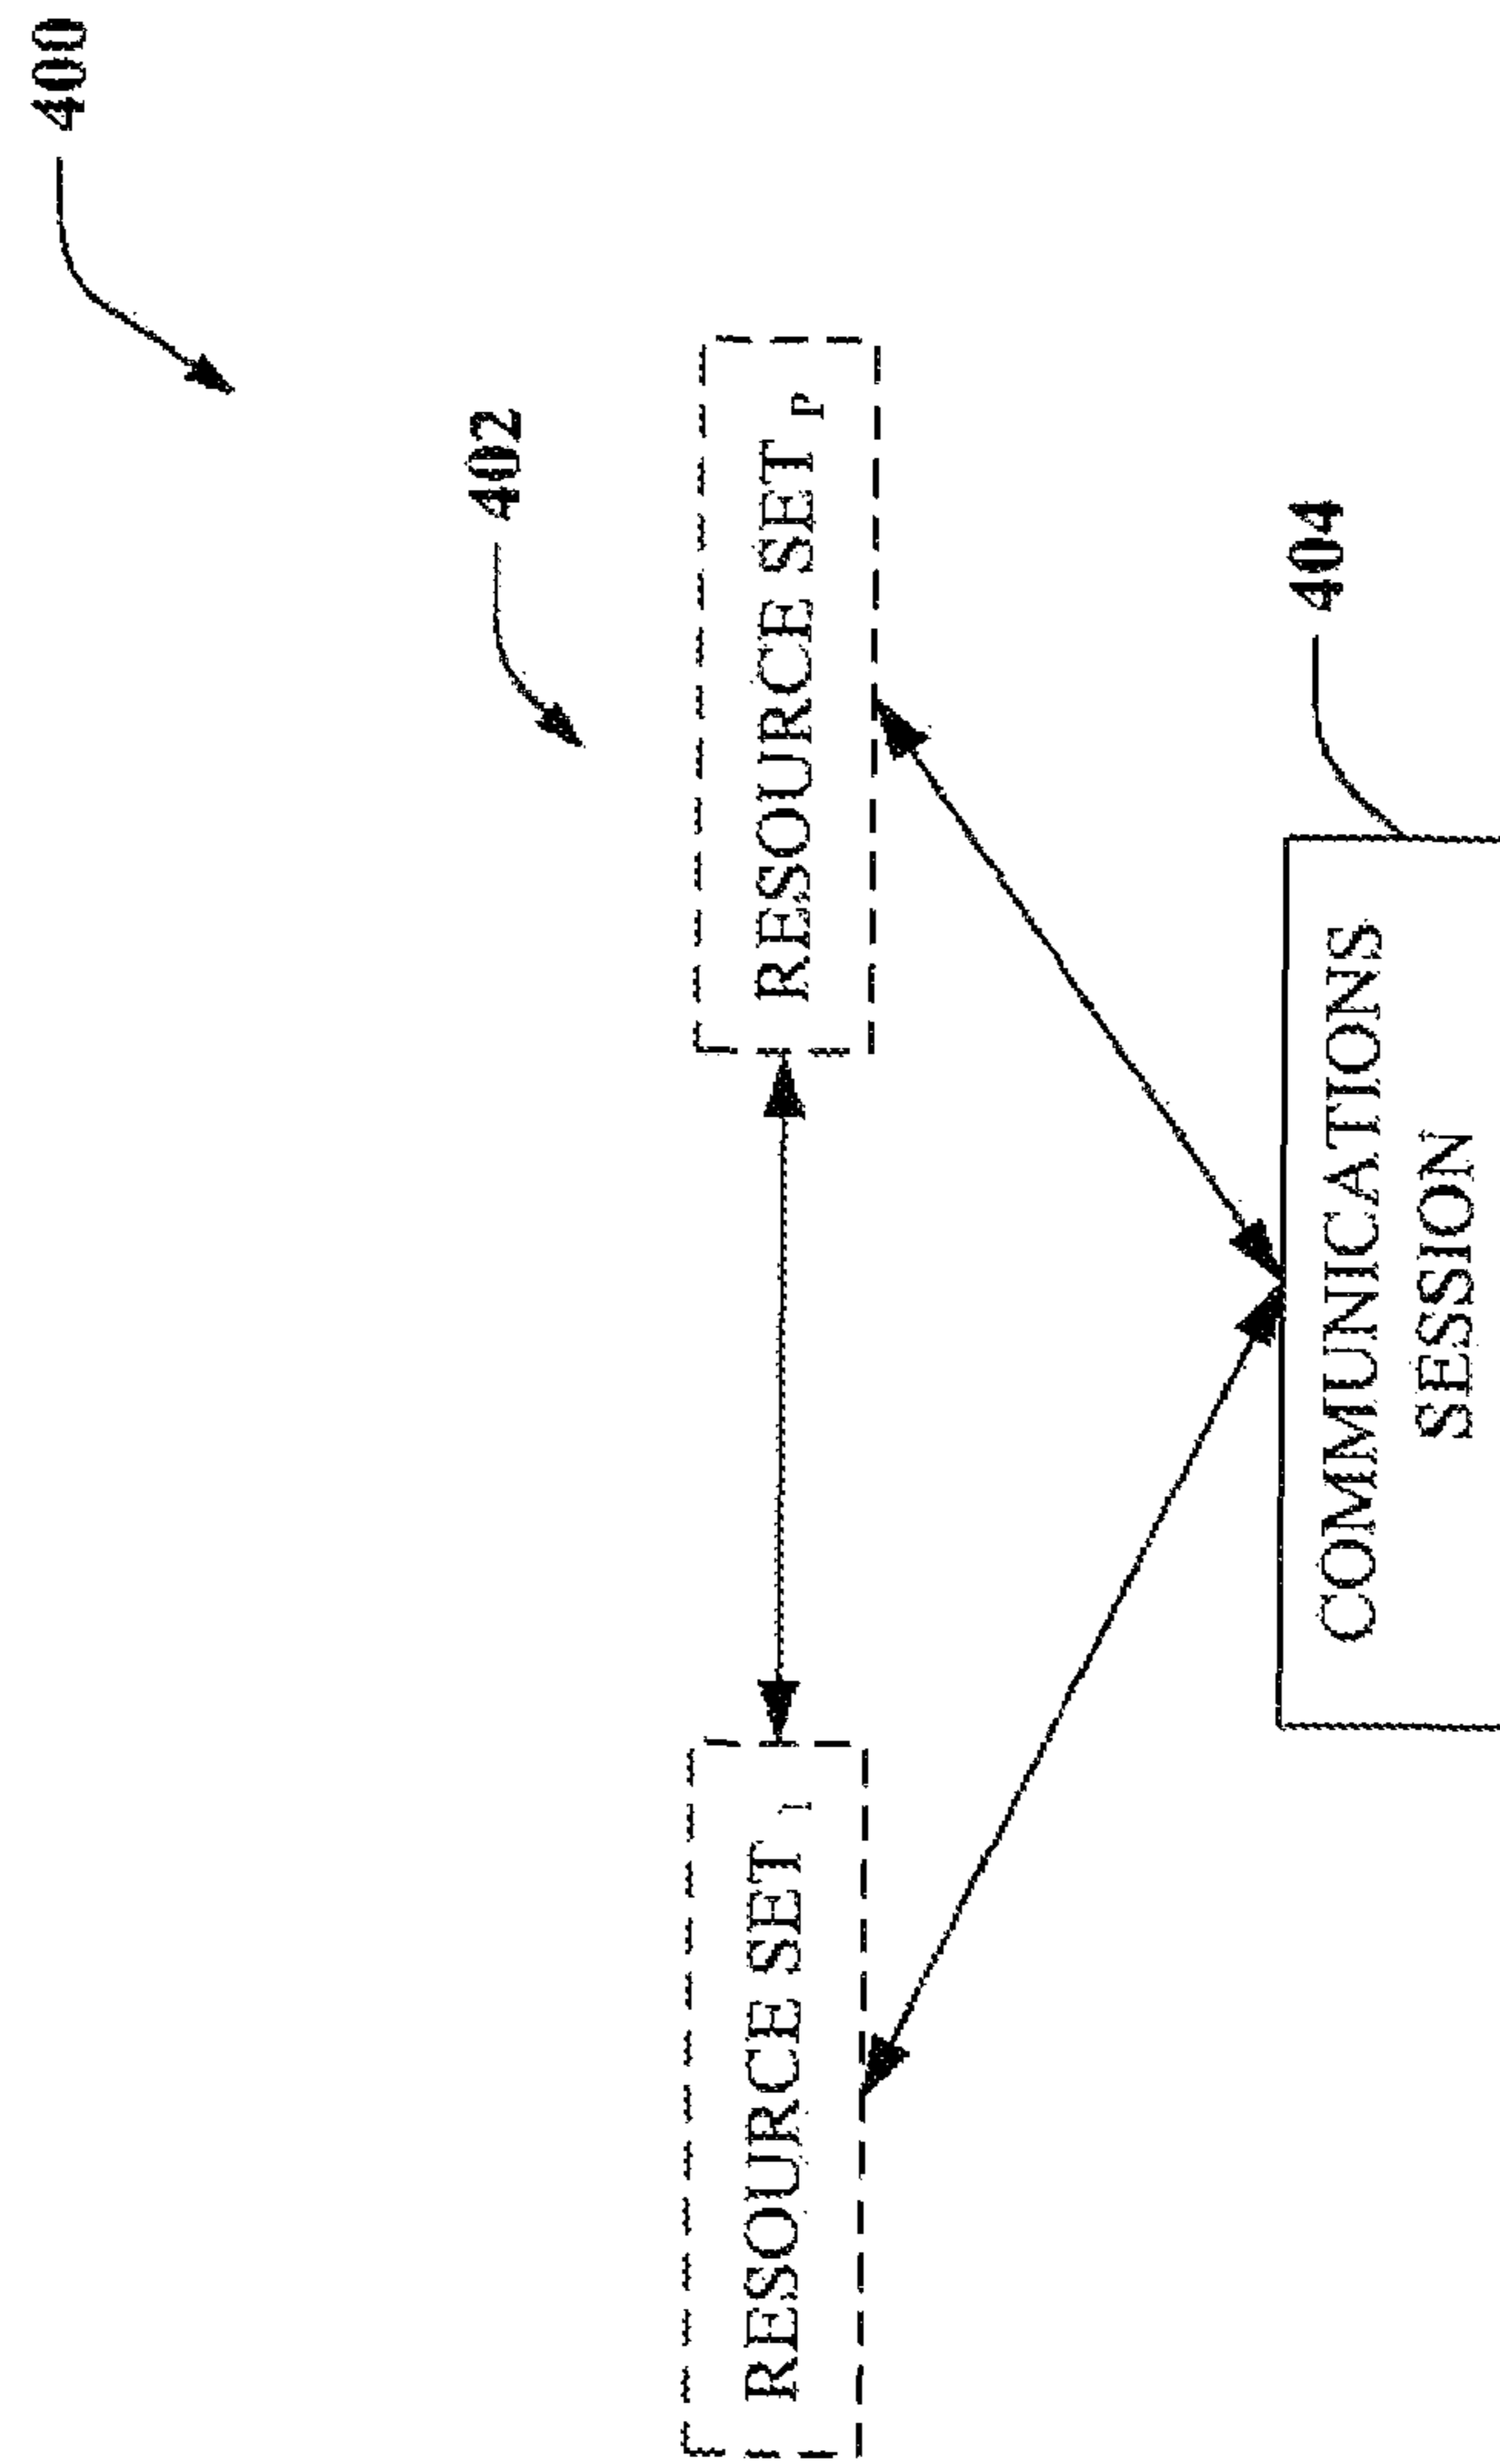 400
402
RESOURCE SET 1
RESOURCE SET P
404
COMMUNICATIONS
SESSION